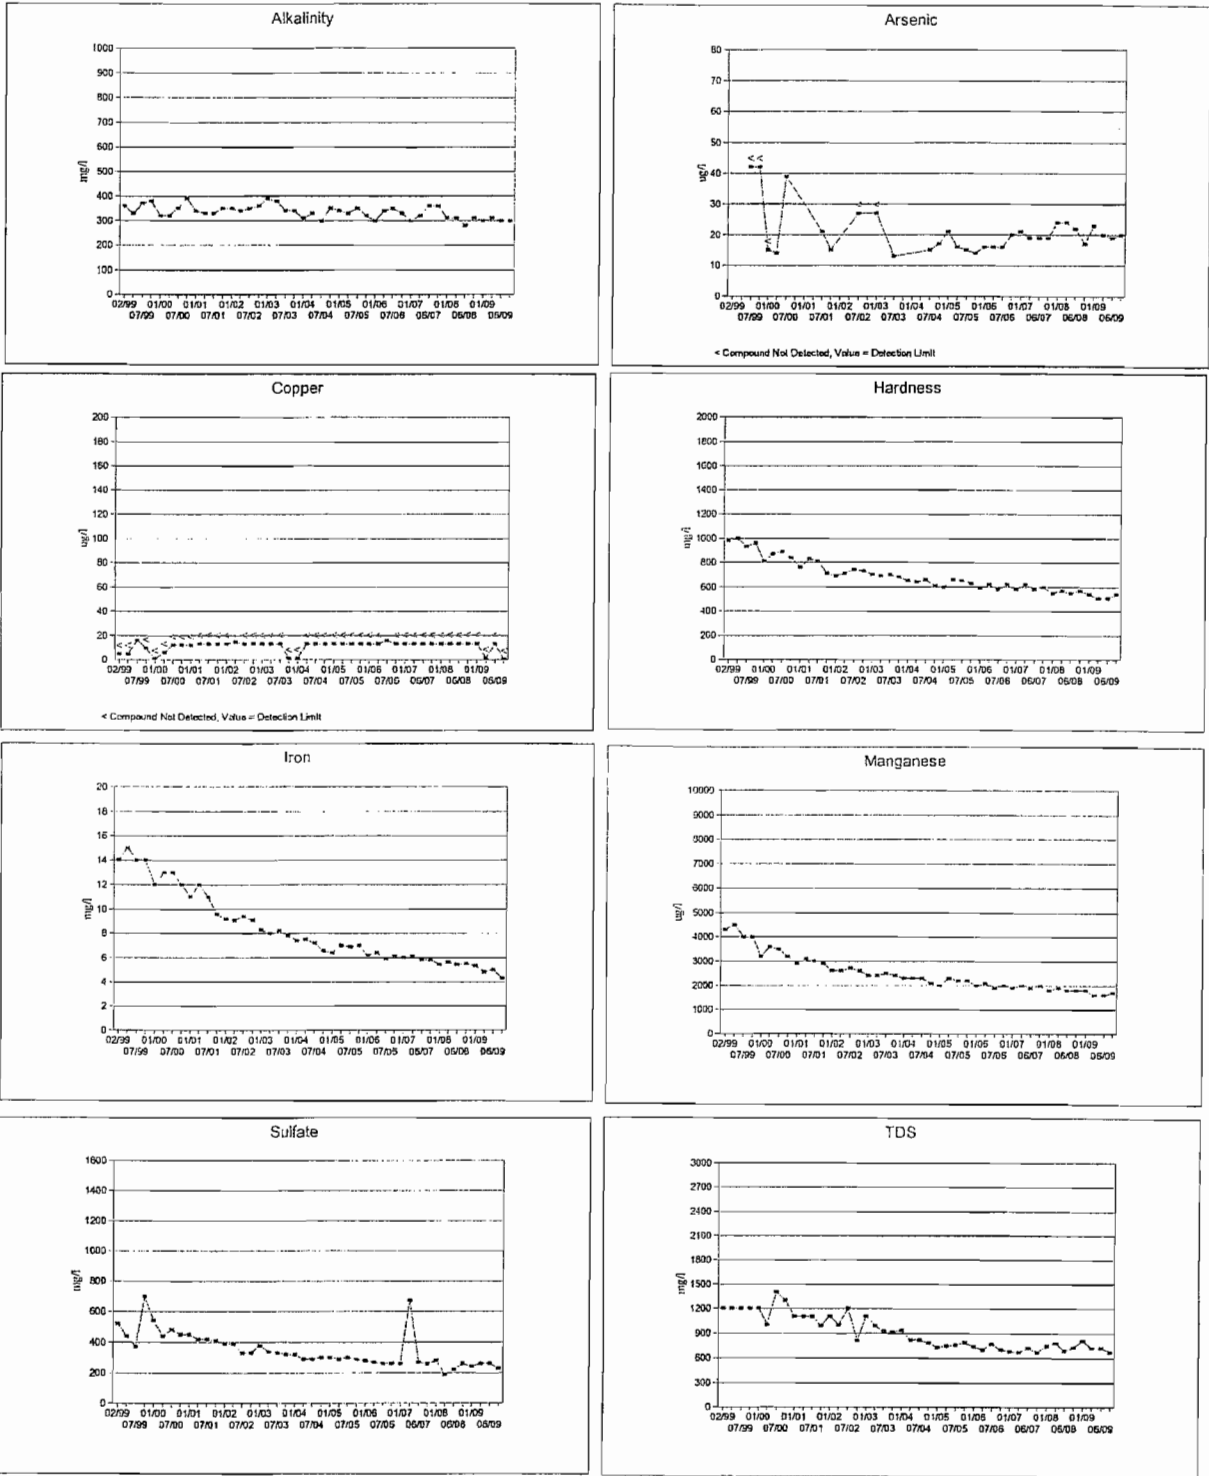 Alkalinity
1000
900
800
700
600
500
400
300
200
100
0
mg/l
02/99 01/00 01/01 01/02 01/03 01/04 01/05 01/06 01/07 01/08 01/09
07/99 07/00 07/01 07/02 07/03 07/04 07/05 07/06 06/07 06/08 06/09
Arsenic
80
70
60
50
40
30
20
10
0
ug/l
02/99 01/00 01/01 01/02 01/03 01/04 01/05 01/06 01/07 01/08 01/09
07/99 07/00 07/01 07/02 07/03 07/04 07/05 07/06 06/07 06/08 06/09
< Compound Not Detected, Value = Detection Limit
Copper
200
180
160
140
120
100
80
60
40
20
0
ug/l
02/99 01/00 01/01 01/02 01/03 01/04 01/05 01/06 01/07 01/08 01/09
07/99 07/00 07/01 07/02 07/03 07/04 07/05 07/06 06/07 06/08 06/09
< Compound Not Detected, Value = Detection Limit
Hardness
2000
1800
1600
1400
1200
1000
800
600
400
200
0
mg/l
02/99 01/00 01/01 01/02 01/03 01/04 01/05 01/06 01/07 01/08 01/09
07/99 07/00 07/01 07/02 07/03 07/04 07/05 07/06 06/07 06/08 06/09
Iron
20
18
16
14
12
10
8
6
4
2
0
mg/l
02/99 01/00 01/01 01/02 01/03 01/04 01/05 01/06 01/07 01/08 01/09
07/99 07/00 07/01 07/02 07/03 07/04 07/05 07/06 06/07 06/08 06/09
Manganese
10000
9000
8000
7000
6000
5000
4000
3000
2000
1000
0
ug/l
02/99 01/00 01/01 01/02 01/03 01/04 01/05 01/06 01/07 01/08 01/09
07/99 07/00 07/01 07/02 07/03 07/04 07/05 07/06 06/07 06/08 06/09
Sulfate
1600
1400
1200
1000
800
600
400
200
0
mg/l
02/99 01/00 01/01 01/02 01/03 01/04 01/05 01/06 01/07 01/08 01/09
07/99 07/00 07/01 07/02 07/03 07/04 07/05 07/06 06/07 06/08 06/09
TDS
3000
2700
2400
2100
1800
1500
1200
900
600
300
0
mg/l
02/99 01/00 01/01 01/02 01/03 01/04 01/05 01/06 01/07 01/08 01/09
07/99 07/00 07/01 07/02 07/03 07/04 07/05 07/06 06/07 06/08 06/09